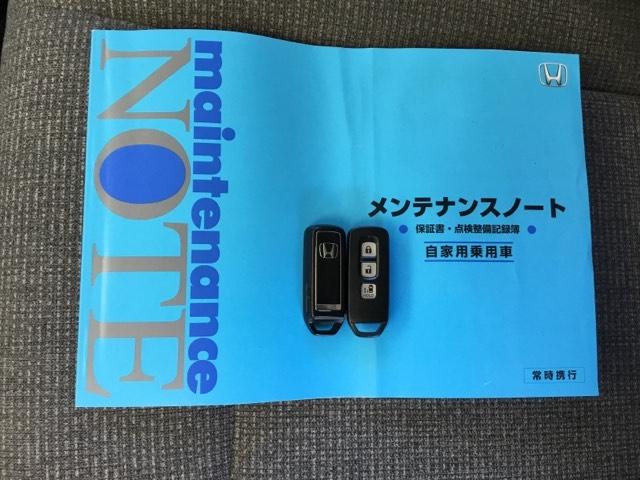 maintenance
NOTE
メンテナンスノート
保証書・点検整備記録簿
自家用乗用車
常時携行
HOLD